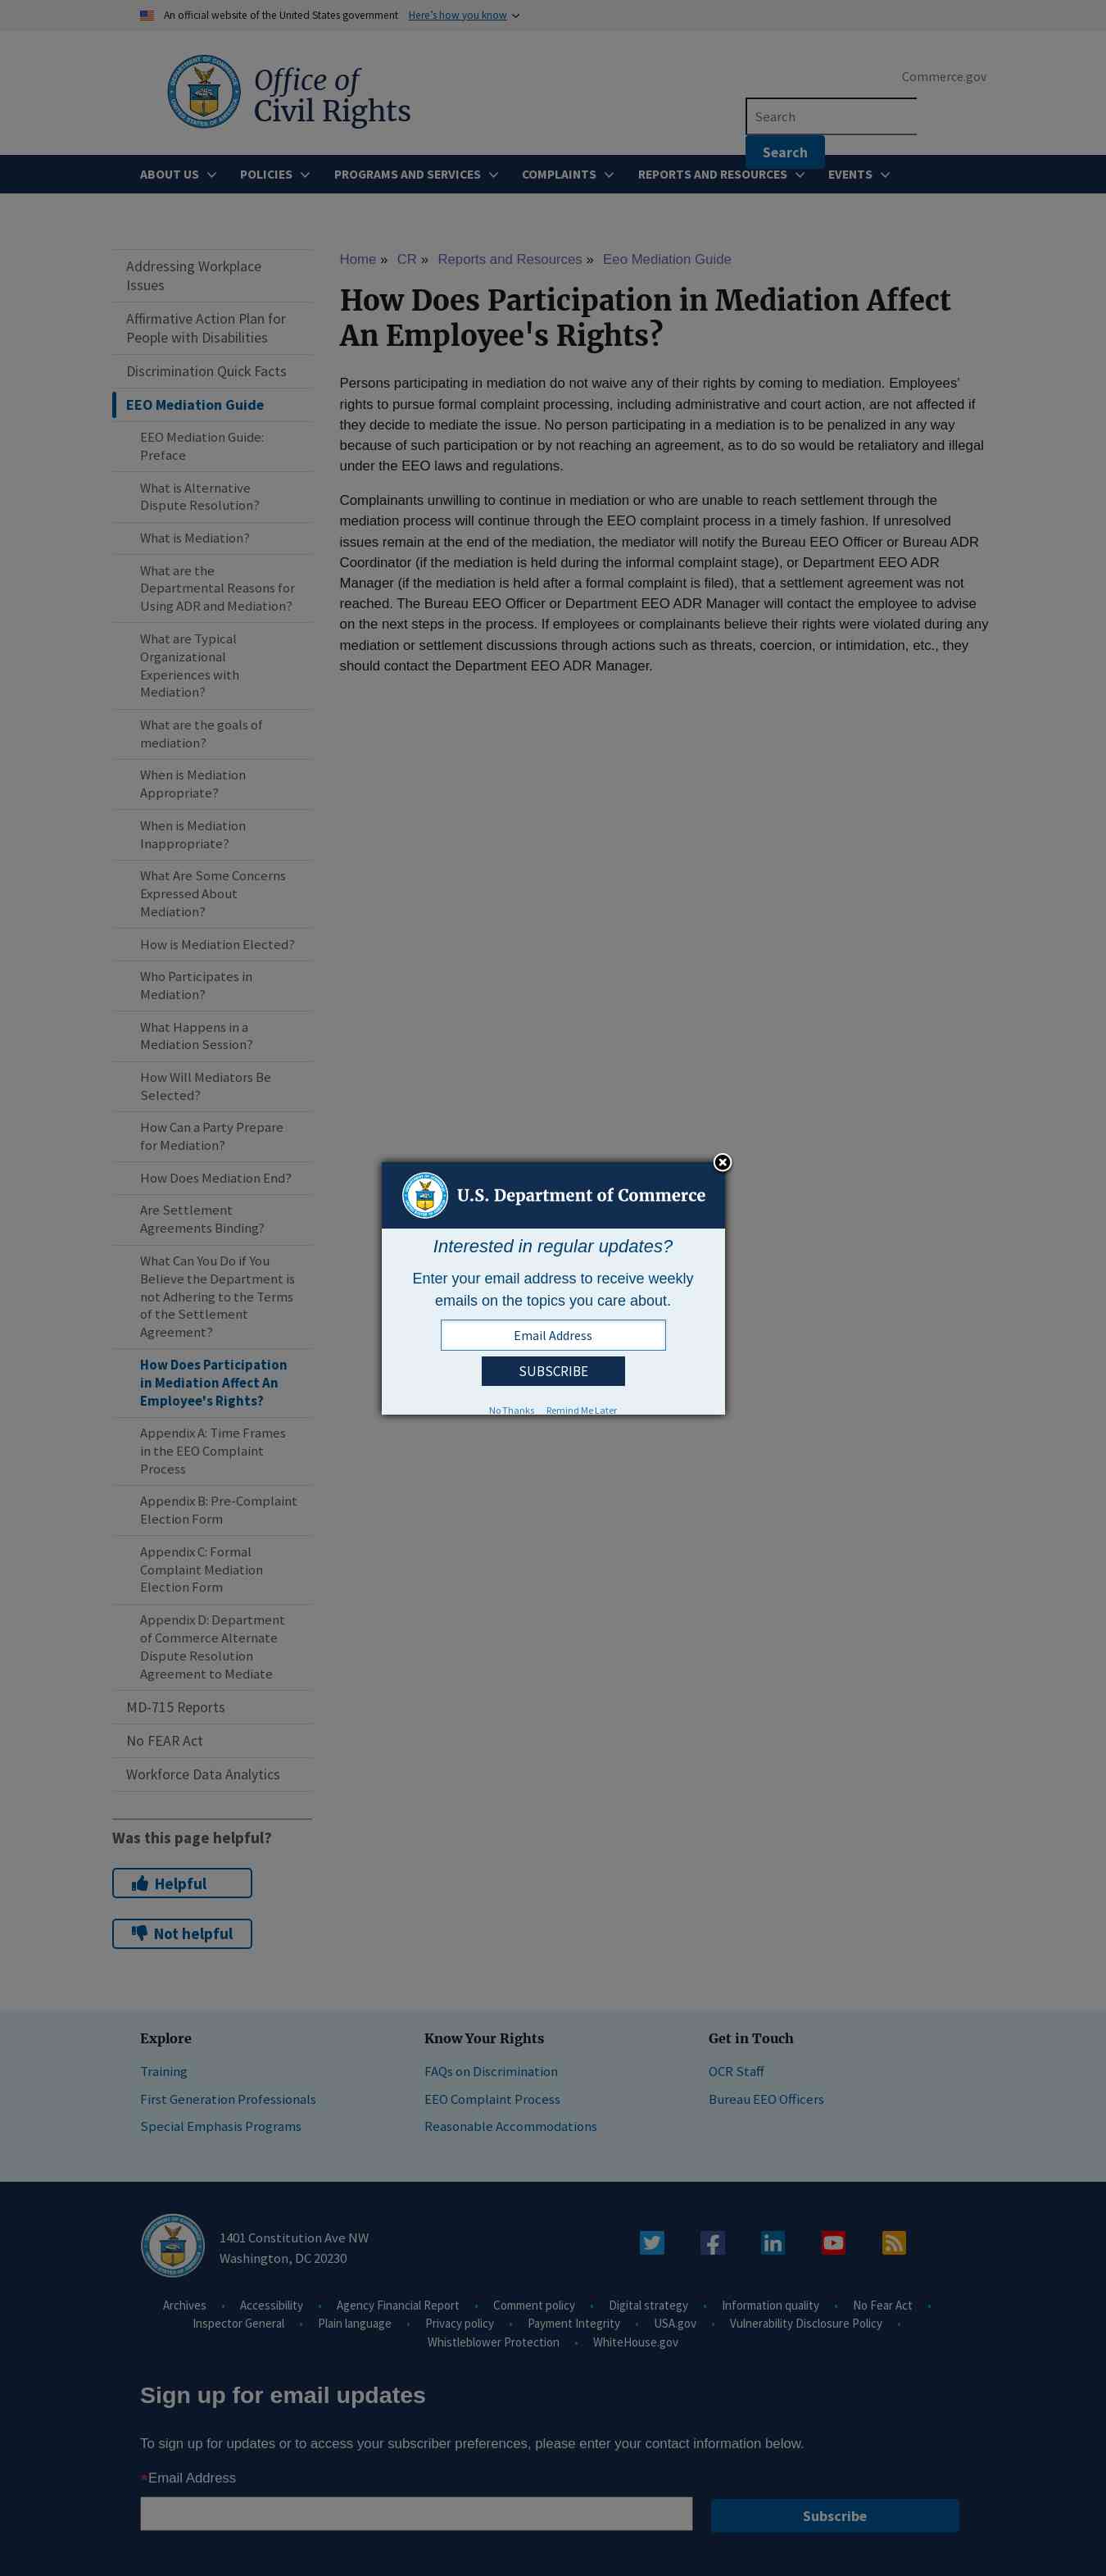 An official website of the United States government Here's how you know
Office of
Civil Rights
Commerce.gov
Search
Search
ABOUT US POLICIES PROGRAMS AND SERVICES COMPLAINTS REPORTS AND RESOURCES EVENTS
Addressing Workplace
Issues
Affirmative Action Plan for
People with Disabilities
Discrimination Quick Facts
EEO Mediation Guide
EEO Mediation Guide:
Preface
What is Alternative
Dispute Resolution?
What is Mediation?
What are the
Departmental Reasons for
Using ADR and Mediation?
What are Typical
Organizational
Experiences with
Mediation?
What are the goals of
mediation?
When is Mediation
Appropriate?
When is Mediation
Inappropriate?
What Are Some Concerns
Expressed About
Mediation?
How is Mediation Elected?
Who Participates in
Mediation?
What Happens in a
Mediation Session?
How Will Mediators Be
Selected?
How Can a Party Prepare
for Mediation?
How Does Mediation End?
Are Settlement
Agreements Binding?
What Can You Do if You
Believe the Department is
not Adhering to the Terms
of the Settlement
Agreement?
How Does Participation
in Mediation Affect An
Employee's Rights?
Appendix A: Time Frames
in the EEO Complaint
Process
Appendix B: Pre-Complaint
Election Form
Appendix C: Formal
Complaint Mediation
Election Form
Appendix D: Department
of Commerce Alternate
Dispute Resolution
Agreement to Mediate
MD-715 Reports
No FEAR Act
Workforce Data Analytics
Was this page helpful?
Helpful
Not helpful
Home » CR » Reports and Resources » Eeo Mediation Guide
How Does Participation in Mediation Affect
An Employee's Rights?
Persons participating in mediation do not waive any of their rights by coming to mediation. Employees'
rights to pursue formal complaint processing, including administrative and court action, are not affected if
they decide to mediate the issue. No person participating in a mediation is to be penalized in any way
because of such participation or by not reaching an agreement, as to do so would be retaliatory and illegal
under the EEO laws and regulations.
Complainants unwilling to continue in mediation or who are unable to reach settlement through the
mediation process will continue through the EEO complaint process in a timely fashion. If unresolved
issues remain at the end of the mediation, the mediator will notify the Bureau EEO Officer or Bureau ADR
Coordinator (if the mediation is held during the informal complaint stage), or Department EEO ADR
Manager (if the mediation is held after a formal complaint is filed), that a settlement agreement was not
reached. The Bureau EEO Officer or Department EEO ADR Manager will contact the employee to advise
on the next steps in the process. If employees or complainants believe their rights were violated during any
mediation or settlement discussions through actions such as threats, coercion, or intimidation, etc., they
should contact the Department EEO ADR Manager.
U.S. Department of Commerce
Interested in regular updates?
Enter your email address to receive weekly
emails on the topics you care about.
Email Address
SUBSCRIBE
No Thanks Remind Me Later
Explore
Training
First Generation Professionals
Special Emphasis Programs
Know Your Rights
FAQs on Discrimination
EEO Complaint Process
Reasonable Accommodations
Get in Touch
OCR Staff
Bureau EEO Officers
1401 Constitution Ave NW
Washington, DC 20230
Archives • Accessibility • Agency Financial Report • Comment policy • Digital strategy • Information quality • No Fear Act •
Inspector General • Plain language • Privacy policy • Payment Integrity • USA.gov • Vulnerability Disclosure Policy •
Whistleblower Protection • WhiteHouse.gov
Sign up for email updates
To sign up for updates or to access your subscriber preferences, please enter your contact information below.
*Email Address
Subscribe